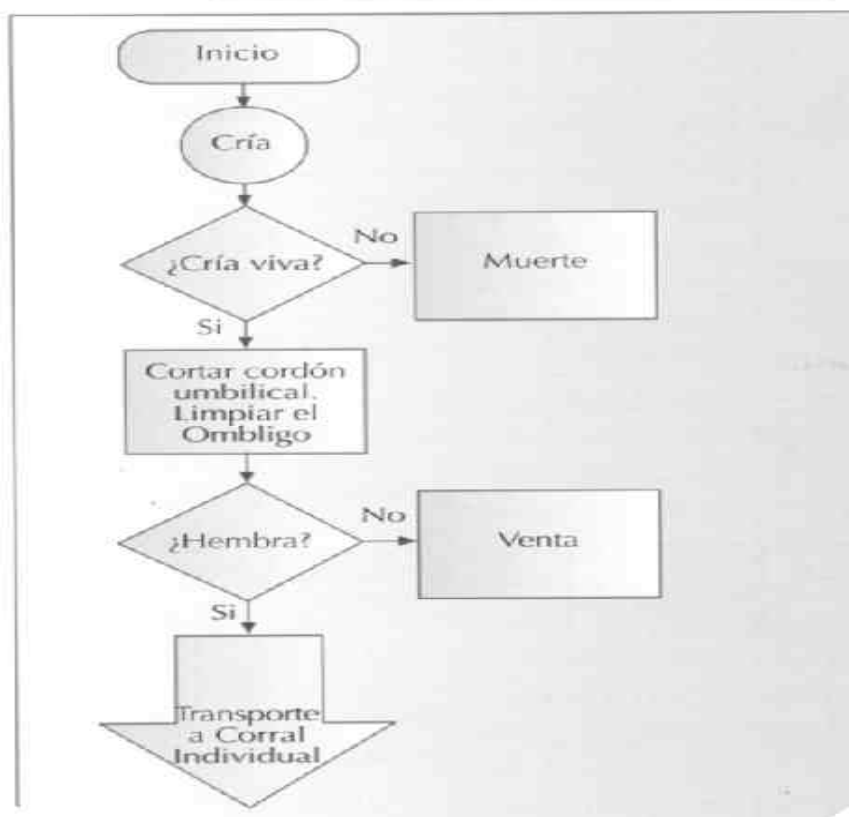 Inicio
Cría
¿Cría viva?
No
Muerte
Si
Cortar cordón
umbilical.
Limpiar el
Ombligo
¿Hembra?
No
Venta
Si
Transporte
a Corral
Individual